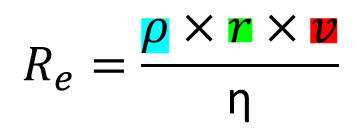 Rₑ = ρ × r × v / η